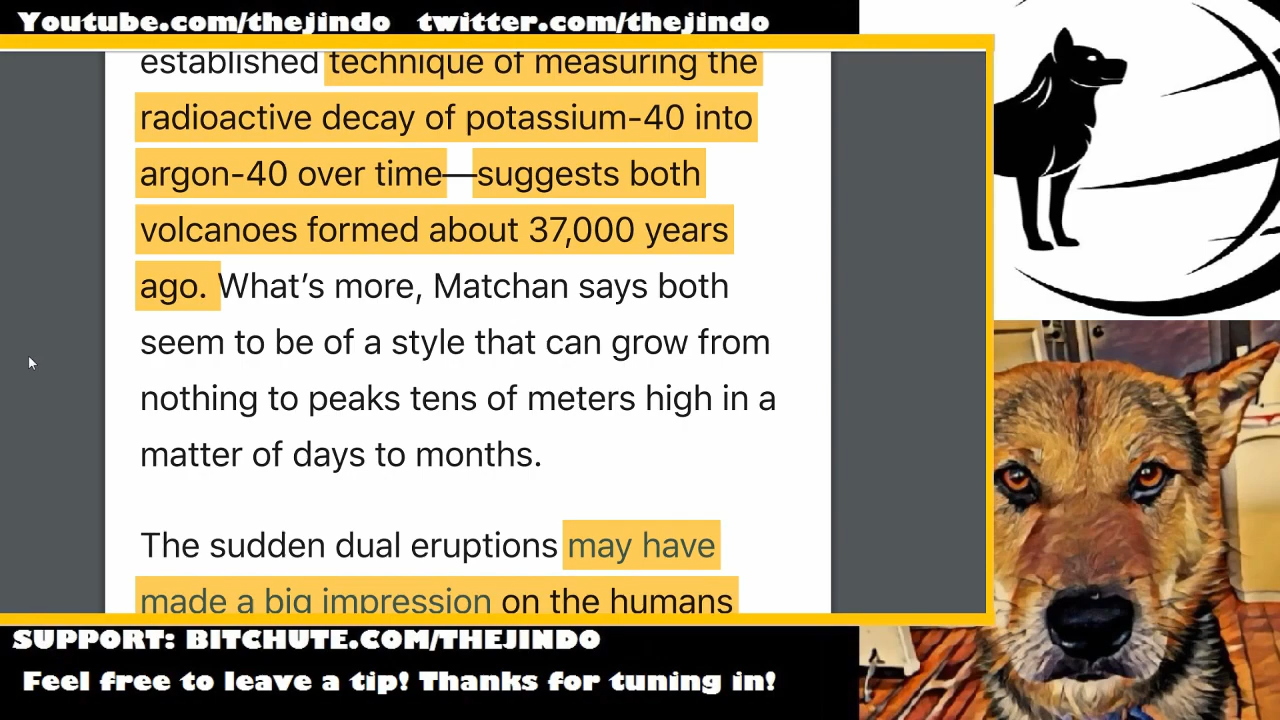 Youtube.com/thejindo twitter.com/thejindo
established technique of measuring the
radioactive decay of potassium-40 into
argon-40 over time—suggests both
volcanoes formed about 37,000 years
ago. What’s more, Matchan says both
seem to be of a style that can grow from
nothing to peaks tens of meters high in a
matter of days to months.
The sudden dual eruptions may have
made a big impression on the humans
SUPPORT: BITCHUTE.COM/THEJINDO
Feel free to leave a tip! Thanks for tuning in!